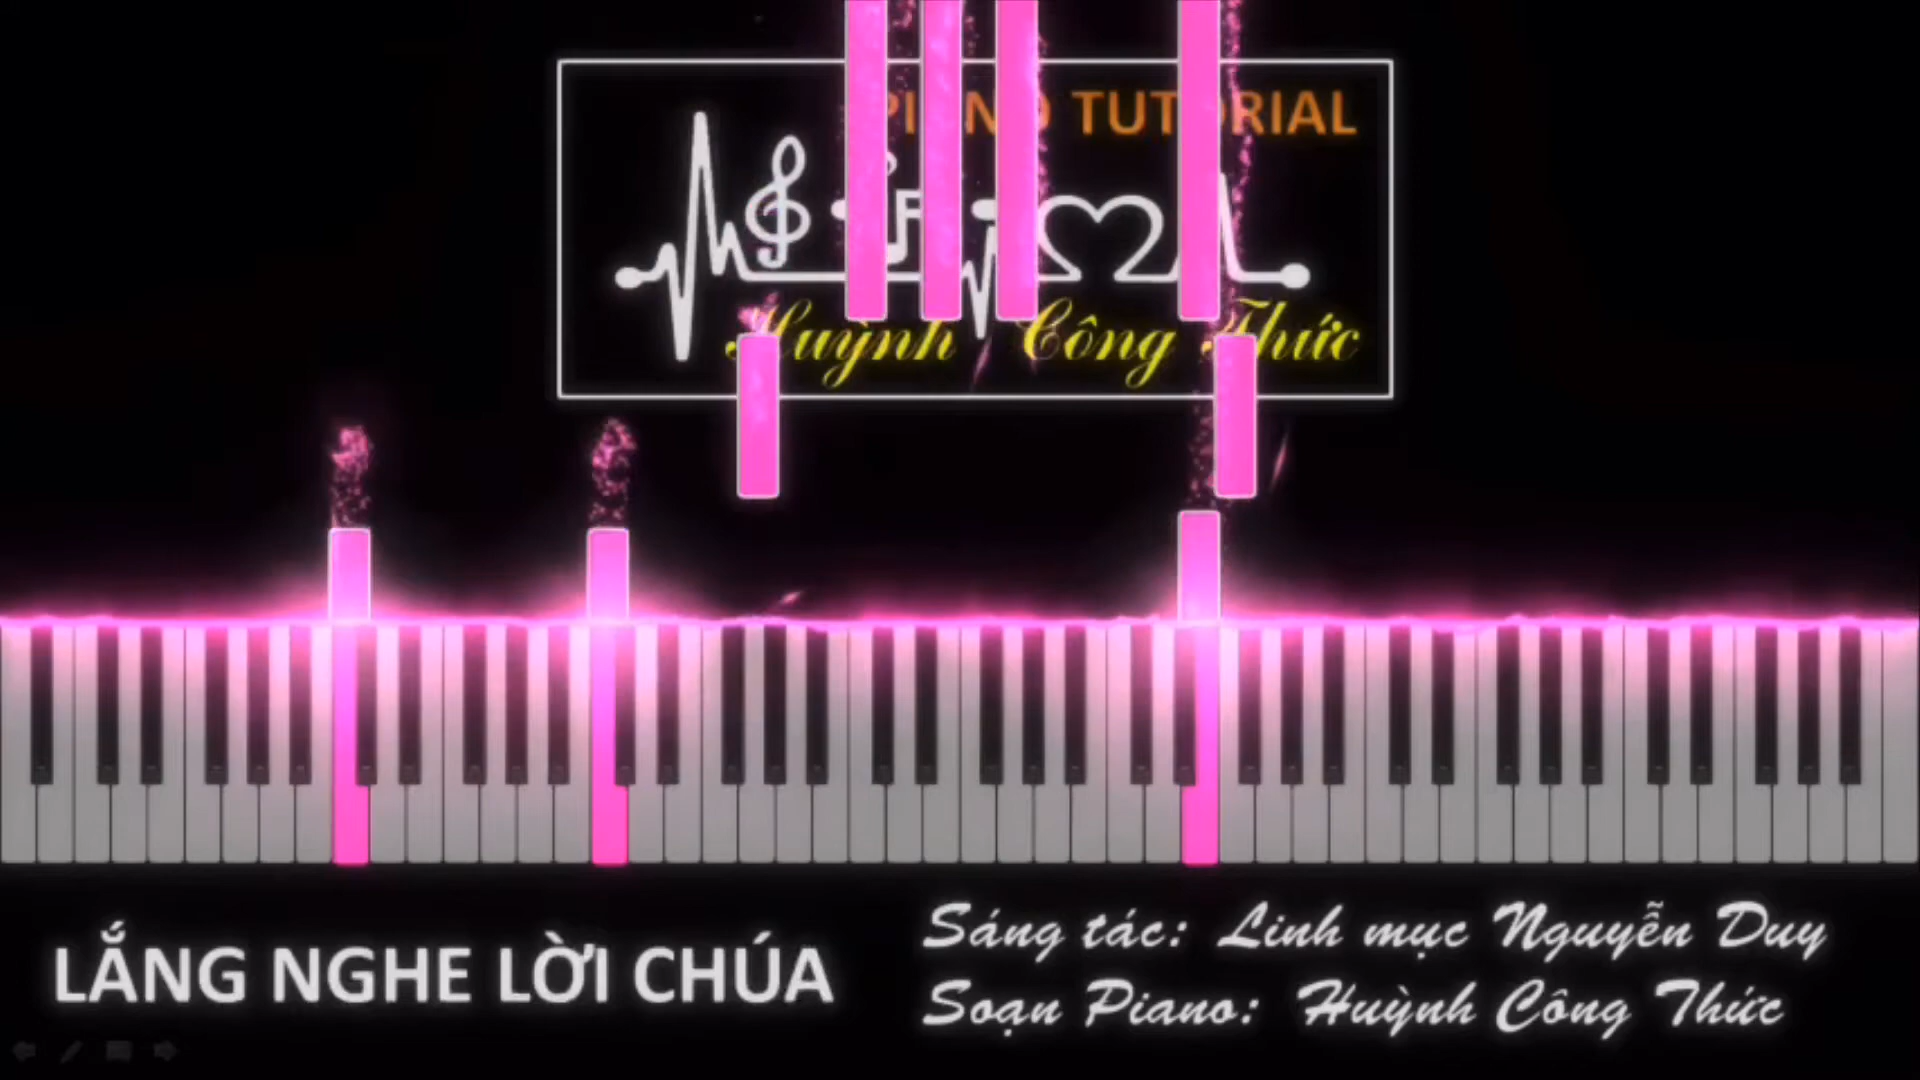 PIANO TUTORIAL
Huỳnh Công Thức
LẮNG NGHE LỜI CHÚA
Sáng tác: Linh mục Nguyễn Duy
Soạn Piano: Huỳnh Công Thức